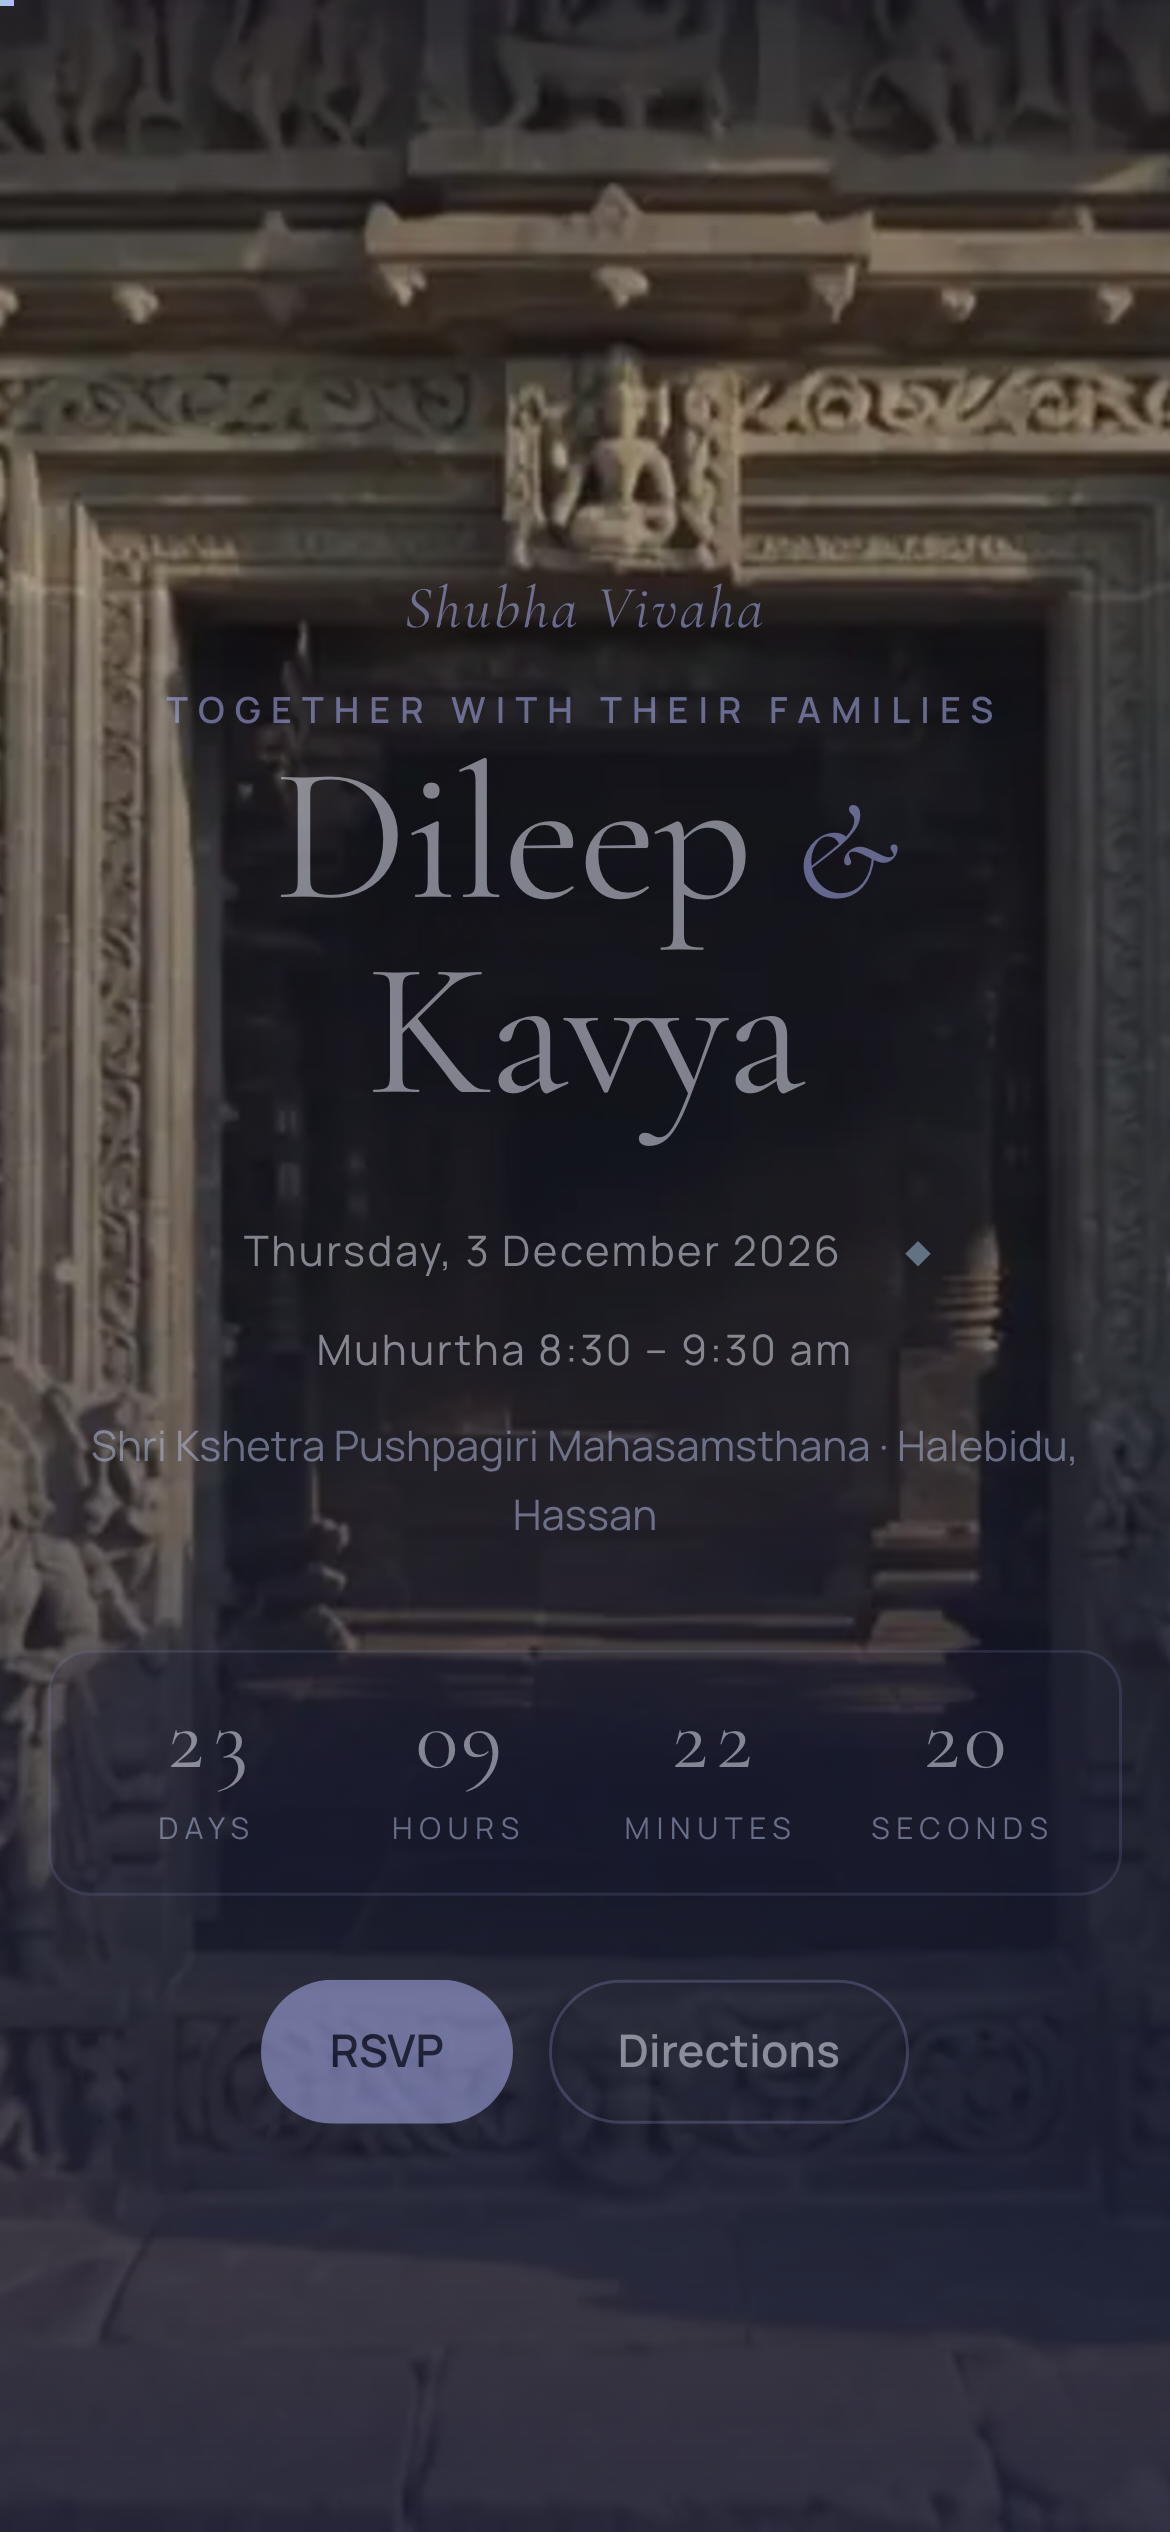 Shubha Vivaha
TOGETHER WITH THEIR FAMILIES
Dileep &
Kavya
Thursday, 3 December 2026 ◆
Muhurtha 8:30 – 9:30 am
Shri Kshetra Pushpagiri Mahasamsthana · Halebidu,
Hassan
23 09 22 20
DAYS HOURS MINUTES SECONDS
RSVP Directions